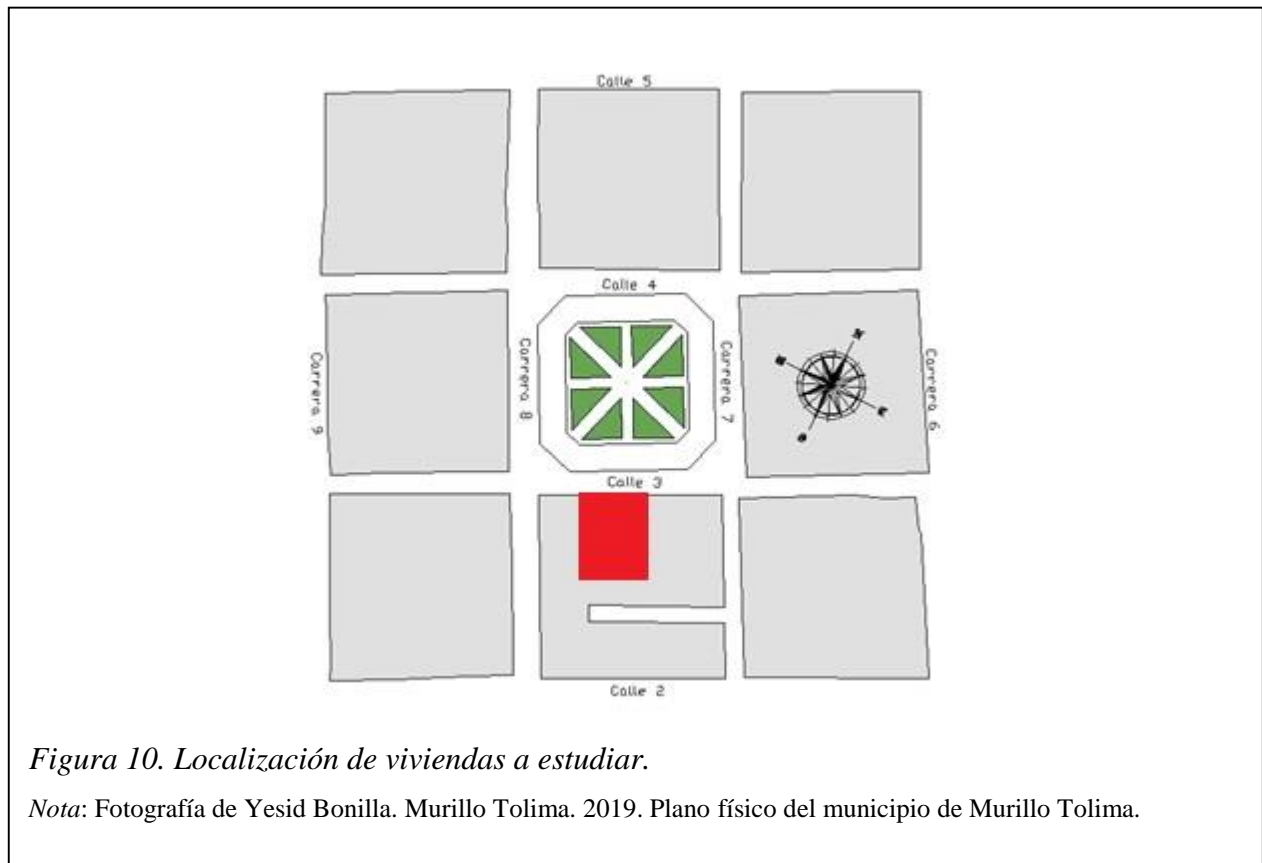 Calle 5
Calle 4
Carrera 9
Carrera 8
Carrera 7
Carrera 6
Calle 3
Calle 2
Figura 10. Localización de viviendas a estudiar.
Nota: Fotografía de Yesid Bonilla. Murillo Tolima. 2019. Plano físico del municipio de Murillo Tolima.